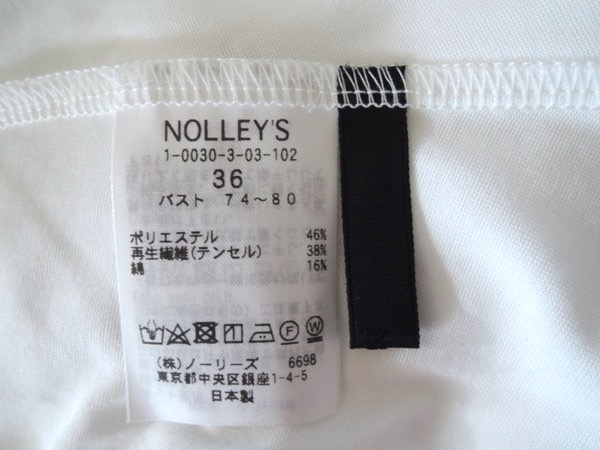 NOLLEY'S
1-0030-3-03-102
36
バスト 74〜80
ポリエステル 46%
再生繊維(テンセル) 38%
綿 16%
F W
(株)ノーリーズ 6698
東京都中央区銀座1-4-5
日本製